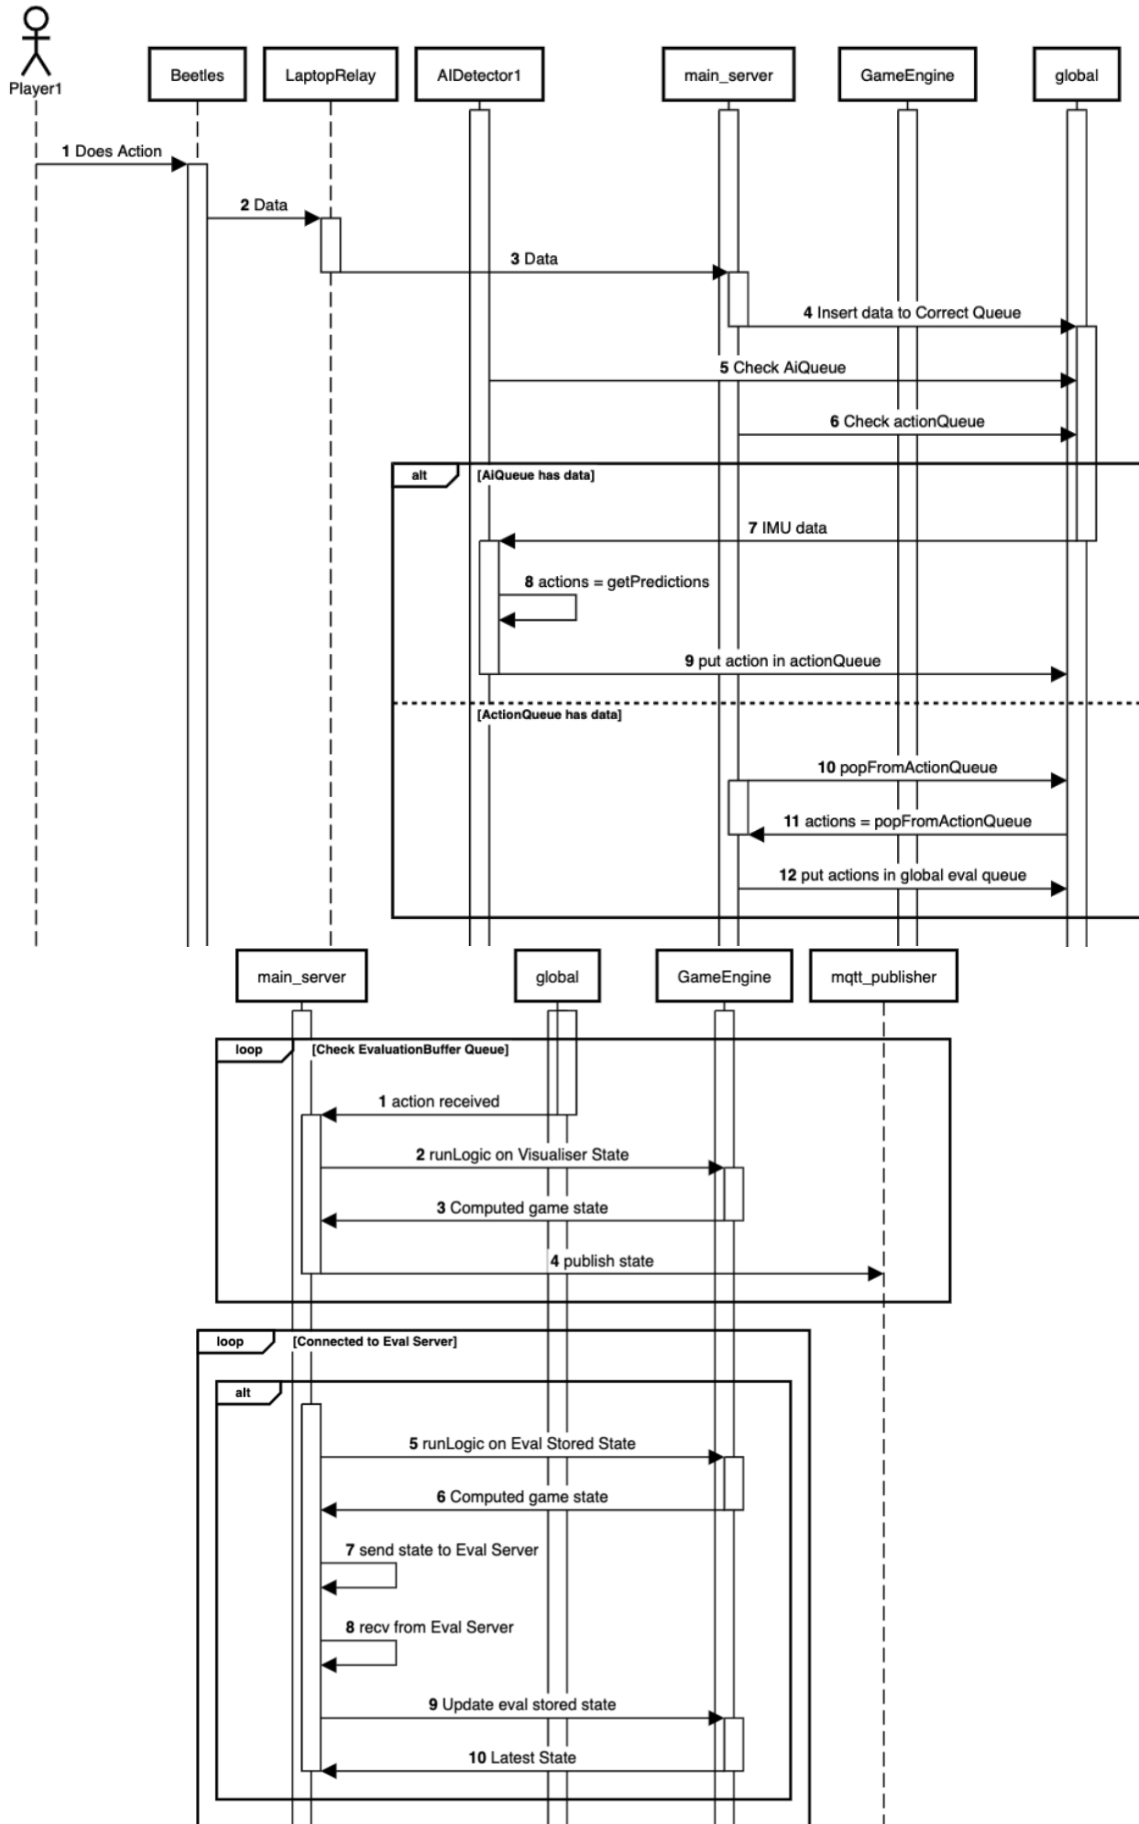 Player1
Beetles
LaptopRelay
AIDetector1
main_server
GameEngine
global
1 Does Action
2 Data
3 Data
4 Insert data to Correct Queue
5 Check AiQueue
6 Check actionQueue
alt
[AiQueue has data]
7 IMU data
8 actions = getPredictions
9 put action in actionQueue
[ActionQueue has data]
10 popFromActionQueue
11 actions = popFromActionQueue
12 put actions in global eval queue
main_server
global
GameEngine
mqtt_publisher
loop
[Check EvaluationBuffer Queue]
1 action received
2 runLogic on Visualiser State
3 Computed game state
4 publish state
loop
[Connected to Eval Server]
alt
5 runLogic on Eval Stored State
6 Computed game state
7 send state to Eval Server
8 recv from Eval Server
9 Update eval stored state
10 Latest State